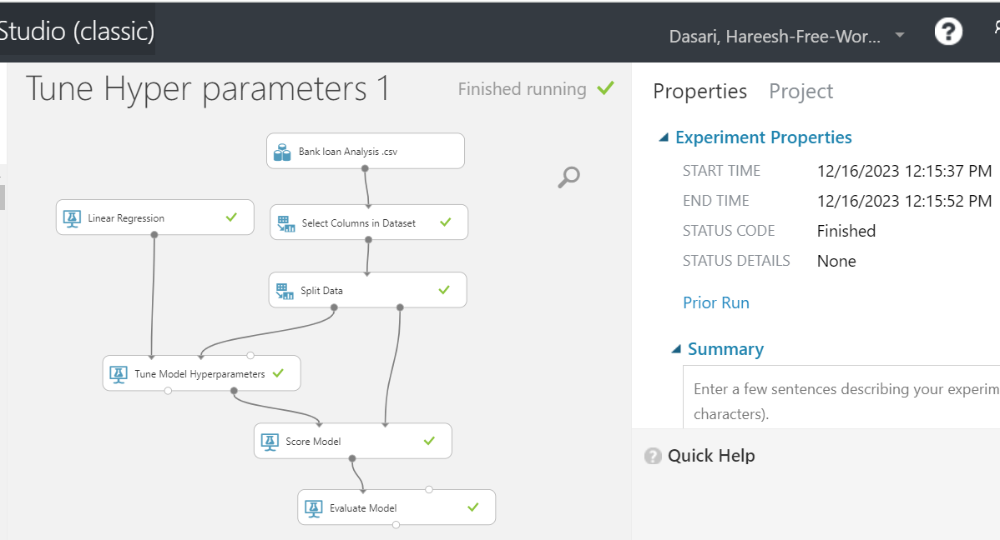 Studio (classic)
Dasari, Hareesh-Free-Wor...
?
Tune Hyper parameters 1
Finished running
Bank loan Analysis .csv
Linear Regression
Select Columns in Dataset
Split Data
Tune Model Hyperparameters
Score Model
Evaluate Model
Properties Project
Experiment Properties
START TIME 12/16/2023 12:15:37 PM
END TIME 12/16/2023 12:15:52 PM
STATUS CODE Finished
STATUS DETAILS None
Prior Run
Summary
Enter a few sentences describing your experim
characters).
? Quick Help